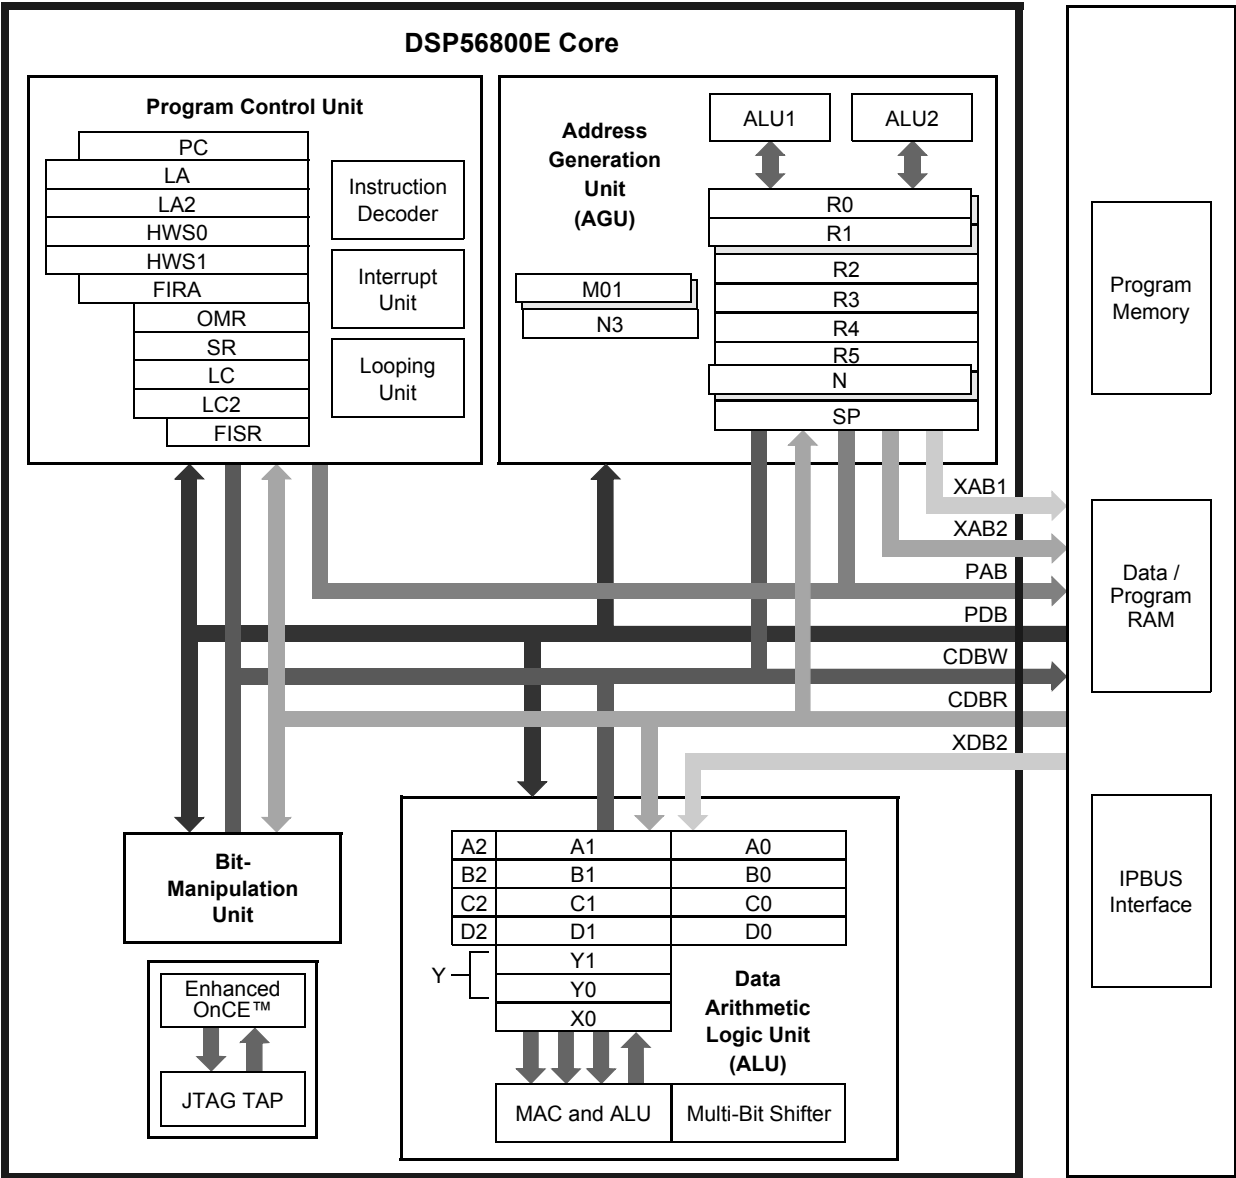 DSP56800E Core
Program Control Unit
PC
LA
LA2
HWS0
HWS1
FIRA
OMR
SR
LC
LC2
FISR
Instruction
Decoder
Interrupt
Unit
Looping
Unit
Address
Generation
Unit
(AGU)
ALU1
ALU2
R0
R1
R2
R3
R4
R5
N
SP
M01
N3
XAB1
XAB2
PAB
PDB
CDBW
CDBR
XDB2
Program
Memory
Data /
Program
RAM
IPBUS
Interface
Bit-
Manipulation
Unit
Enhanced
OnCE™
JTAG TAP
A2 A1 A0
B2 B1 B0
C2 C1 C0
D2 D1 D0
Y
Y1
Y0
X0
Data
Arithmetic
Logic Unit
(ALU)
MAC and ALU
Multi-Bit Shifter